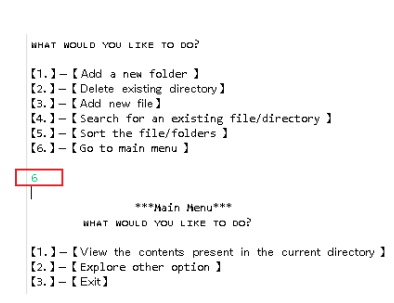 WHAT WOULD YOU LIKE TO DO?
【1.】—【Add a new folder 】
【2.】—【Delete existing directory】
【3.】—【Add new file】
【4.】—【Search for an existing file/directory 】
【5.】—【Sort the file/folders 】
【6.】—【Go to main menu 】
6
***Main Menu***
WHAT WOULD YOU LIKE TO DO?
【1.】—【View the contents present in the current directory 】
【2.】—【Explore other option 】
【3.】—【Exit】